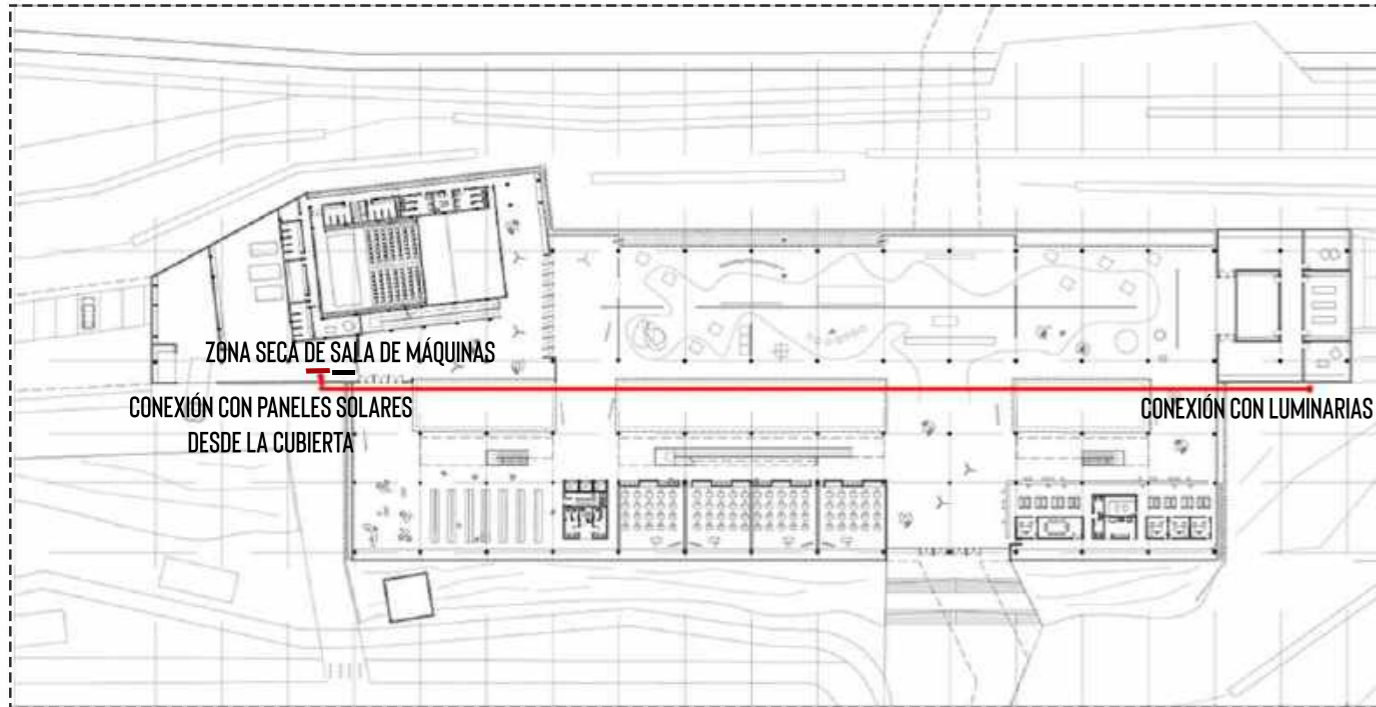 ZONA SECA DE SALA DE MÁQUINAS
CONEXIÓN CON PANELES SOLARES
DESDE LA CUBIERTA
CONEXIÓN CON LUMINARIAS